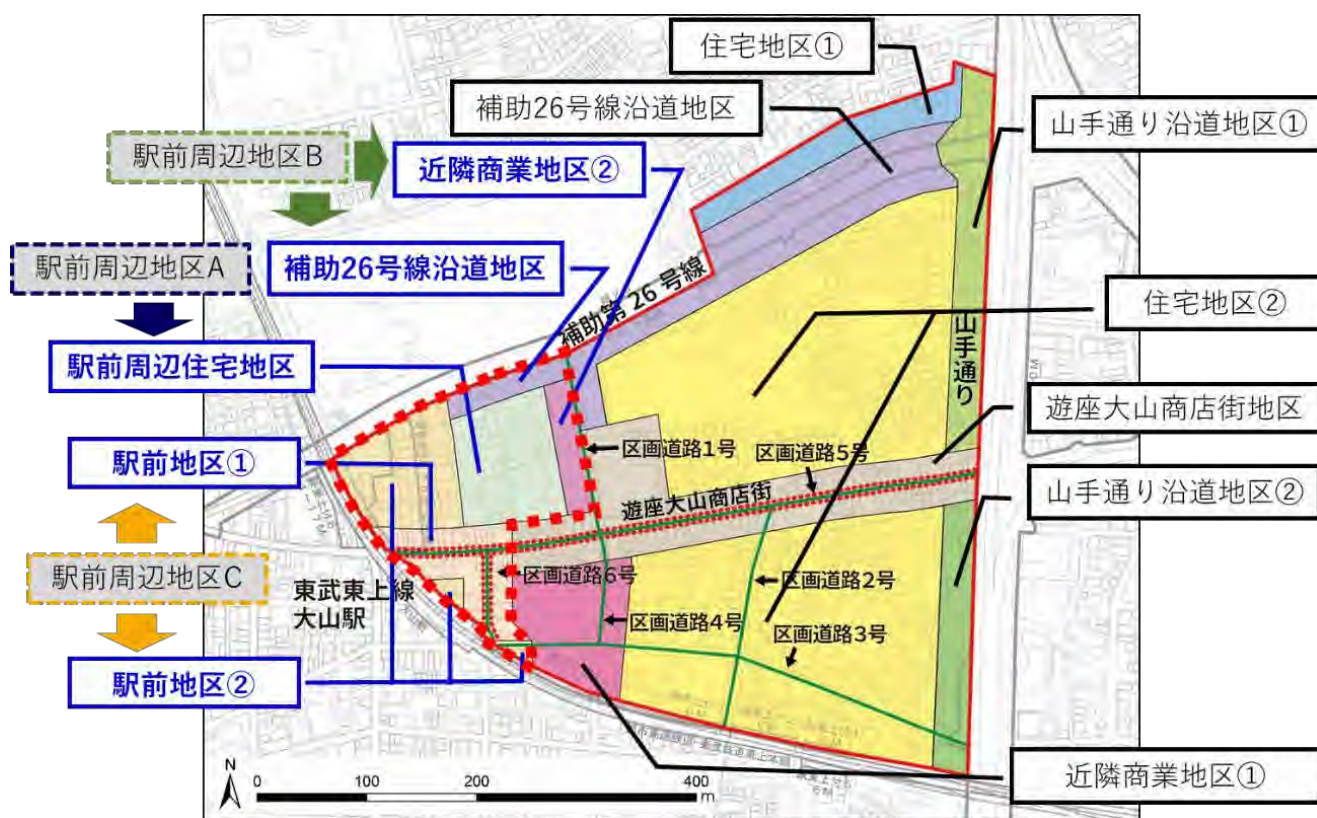 住宅地区①
補助26号線沿道地区
山手通り沿道地区①
駅前周辺地区B
近隣商業地区②
駅前周辺地区A
補助26号線沿道地区
補助第26号線
住宅地区②
山手通り
駅前周辺住宅地区
遊座大山商店街地区
区画道路1号
区画道路5号
駅前地区①
遊座大山商店街
山手通り沿道地区②
駅前周辺地区C
区画道路6号
区画道路2号
東武東上線
大山駅
区画道路4号
区画道路3号
駅前地区②
近隣商業地区①
N
0 100 200 400
m